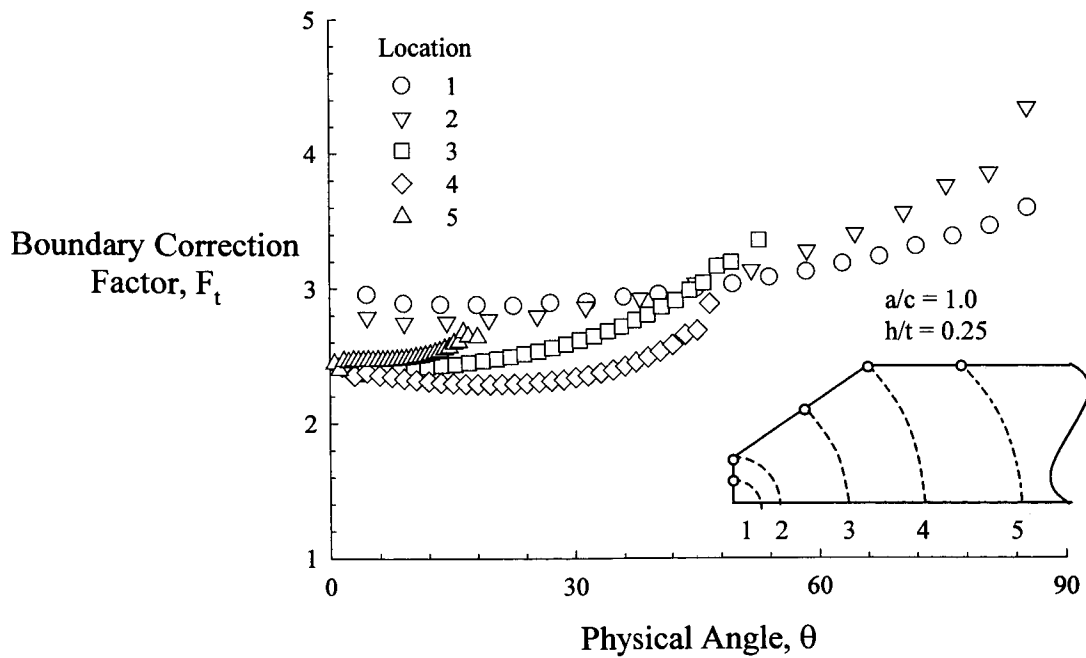 5
4
3
2
1
Boundary Correction
Factor, Fₜ
Location
1
2
3
4
5
a/c = 1.0
h/t = 0.25
1 2 3 4 5
0 30 60 90
Physical Angle, θ